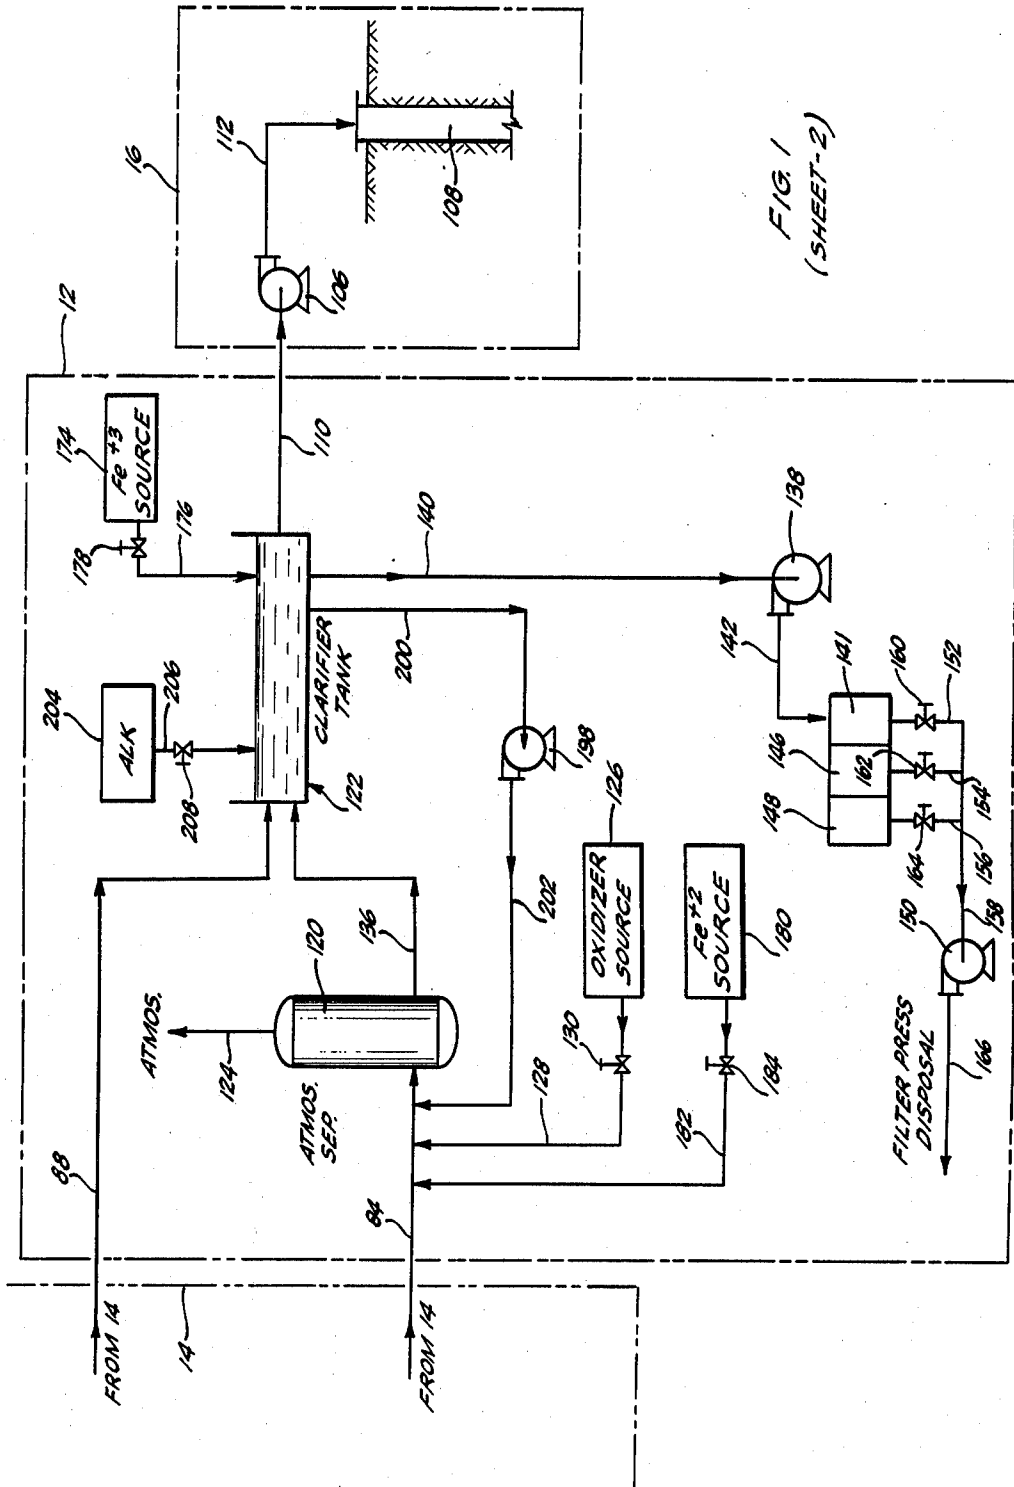 16
112
108
106
FIG. 1
(SHEET-2)
12
174
Fe+3
SOURCE
178
176
110
204
ALK
206
208
CLARIFIER
TANK
122
140
200
138
142
141
146
148
160
162
164
152
154
156
158
150
166
FILTER PRESS
DISPOSAL
198
202
126
OXIDIZER
SOURCE
130
128
Fe+2
SOURCE
180
184
182
136
120
ATMOS.
124
ATMOS.
SEP.
88
84
FROM 14
14
FROM 14